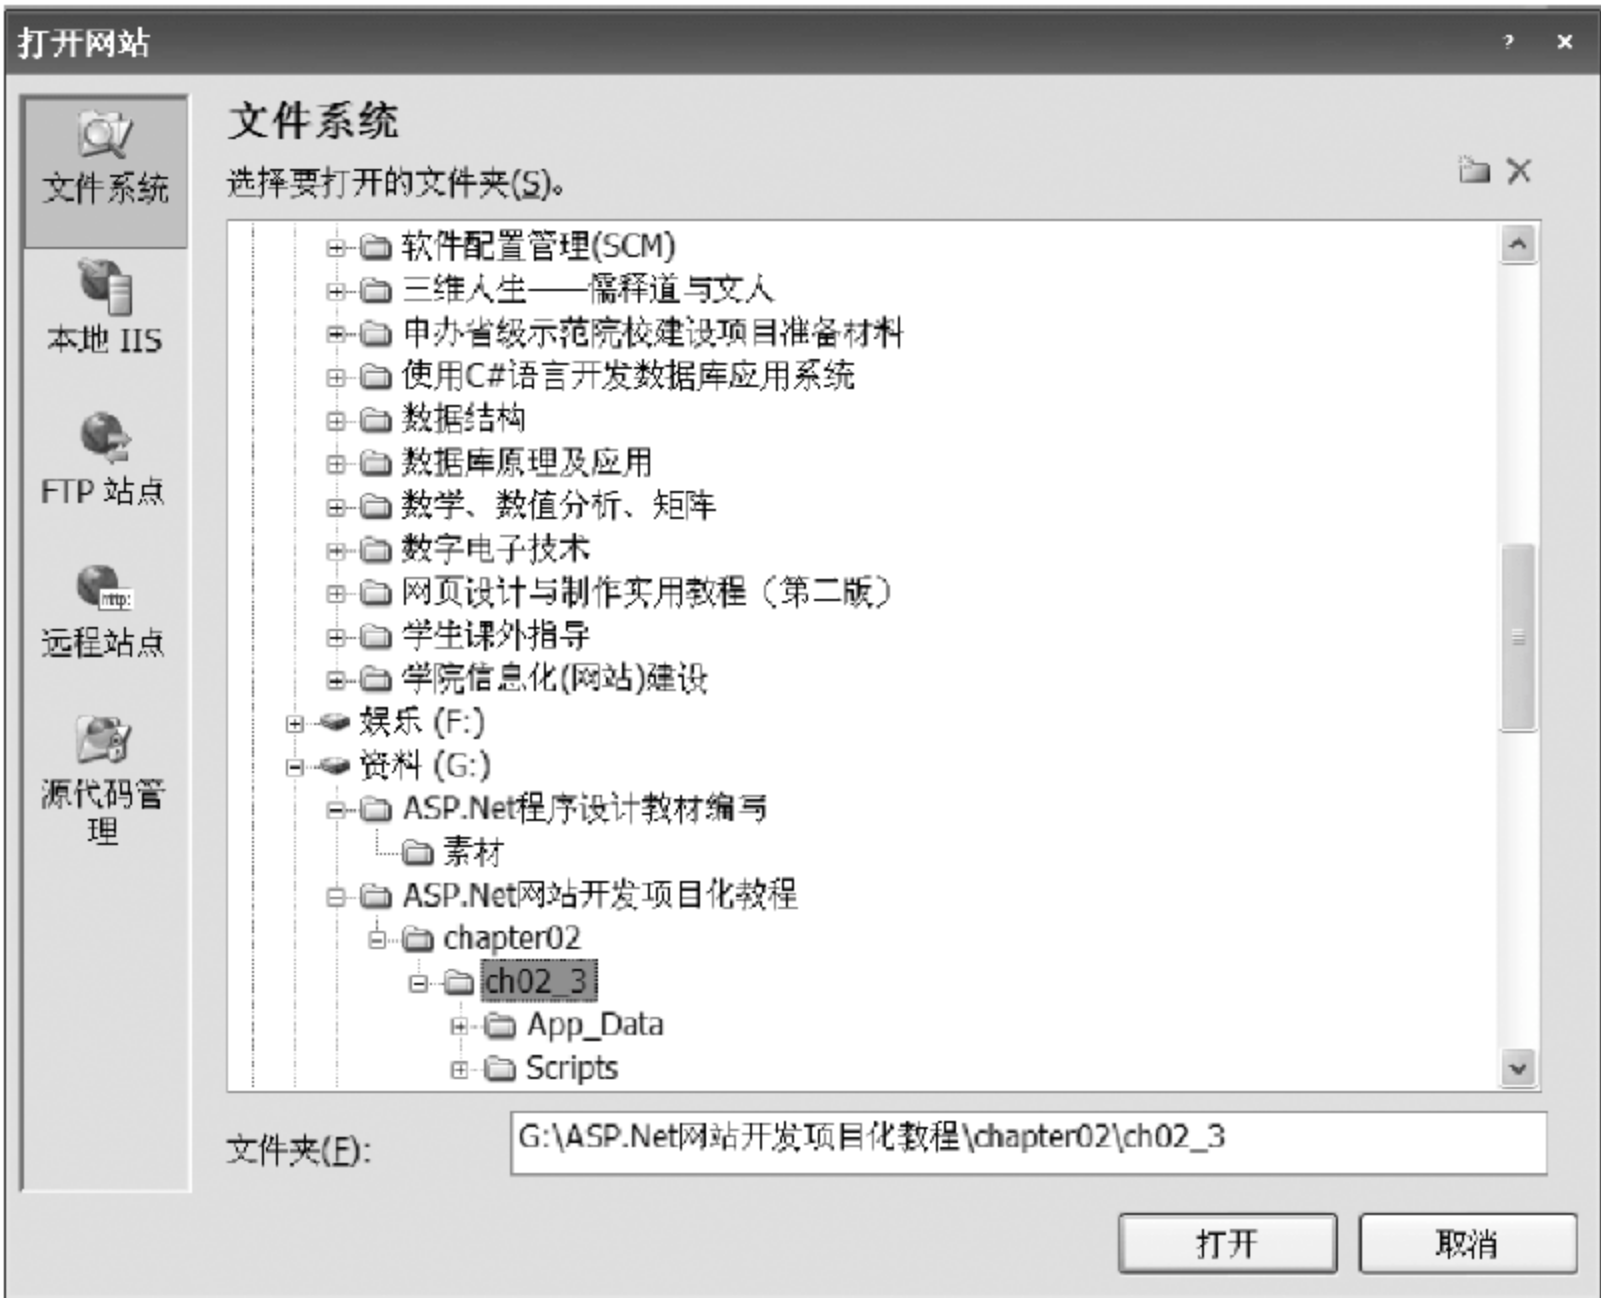 打开网站
文件系统
本地 IIS
FTP 站点
http:
远程站点
源代码管
理
文件系统
选择要打开的文件夹(S)。
软件配置管理(SCM)
三维人生——儒释道与文人
申办省级示范院校建设项目准备材料
使用C#语言开发数据库应用系统
数据结构
数据库原理及应用
数学、数值分析、矩阵
数字电子技术
网页设计与制作实用教程（第二版）
学生课外指导
学院信息化(网站)建设
娱乐 (F:)
资料 (G:)
ASP.Net程序设计教材编写
素材
ASP.Net网站开发项目化教程
chapter02
ch02_3
App_Data
Scripts
文件夹(F):
G:\ASP.Net网站开发项目化教程\chapter02\ch02_3
打开
取消